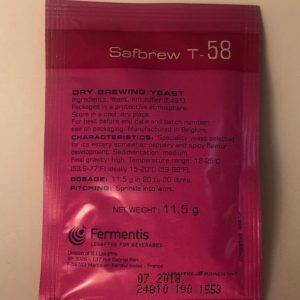 Safbrew T-58
DRY BREWING YEAST
Ingredients: Yeast, emulsifier (E491).
Packaged in a protective atmosphere.
Store in a cool, dry place.
For best before end date and batch number:
see on packaging. Manufactured in Belgium.
CHARACTERISTICS: Speciality yeast selected
for its estery somewhat peppery and spicy flavour
development. Sedimentation: medium.
Final gravity: high. Temperature range: 12-25°C
(53.6-77°F) ideally 15-20°C (59-68°F).
DOSAGE: 11.5 g in 20 to 30 litres.
PITCHING: Sprinkle into wort.
NET WEIGHT: 11.5 g
Fermentis
LESAFFRE FOR BEVERAGES
Division of S.I.Lesaffre
07 2018
24810 190 1553